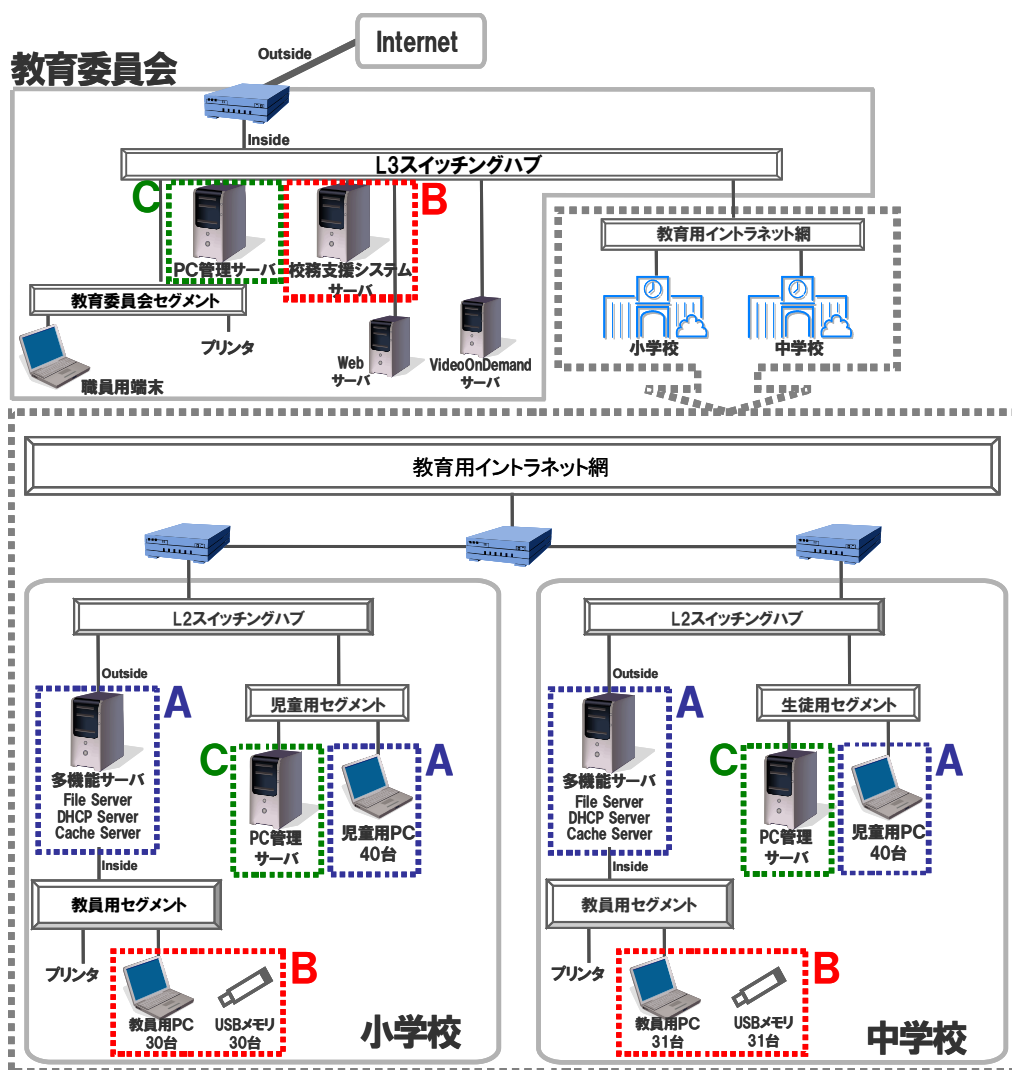 教育委員会
Outside
Internet
Inside
L3スイッチングハブ
C
B
PC管理サーバ
校務支援システム
サーバ
教育用イントラネット網
教育委員会セグメント
プリンタ
職員用端末
Web
サーバ
VideoOnDemand
サーバ
小学校
中学校
教育用イントラネット網
L2スイッチングハブ
Outside
A
児童用セグメント
多機能サーバ
File Server
DHCP Server
Cache Server
C
PC管理
サーバ
A
児童用PC
40台
Inside
教員用セグメント
プリンタ
B
教員用PC
30台
USBメモリ
30台
小学校
L2スイッチングハブ
Outside
A
生徒用セグメント
多機能サーバ
File Server
DHCP Server
Cache Server
C
PC管理
サーバ
A
児童用PC
40台
Inside
教員用セグメント
プリンタ
B
教員用PC
31台
USBメモリ
31台
中学校